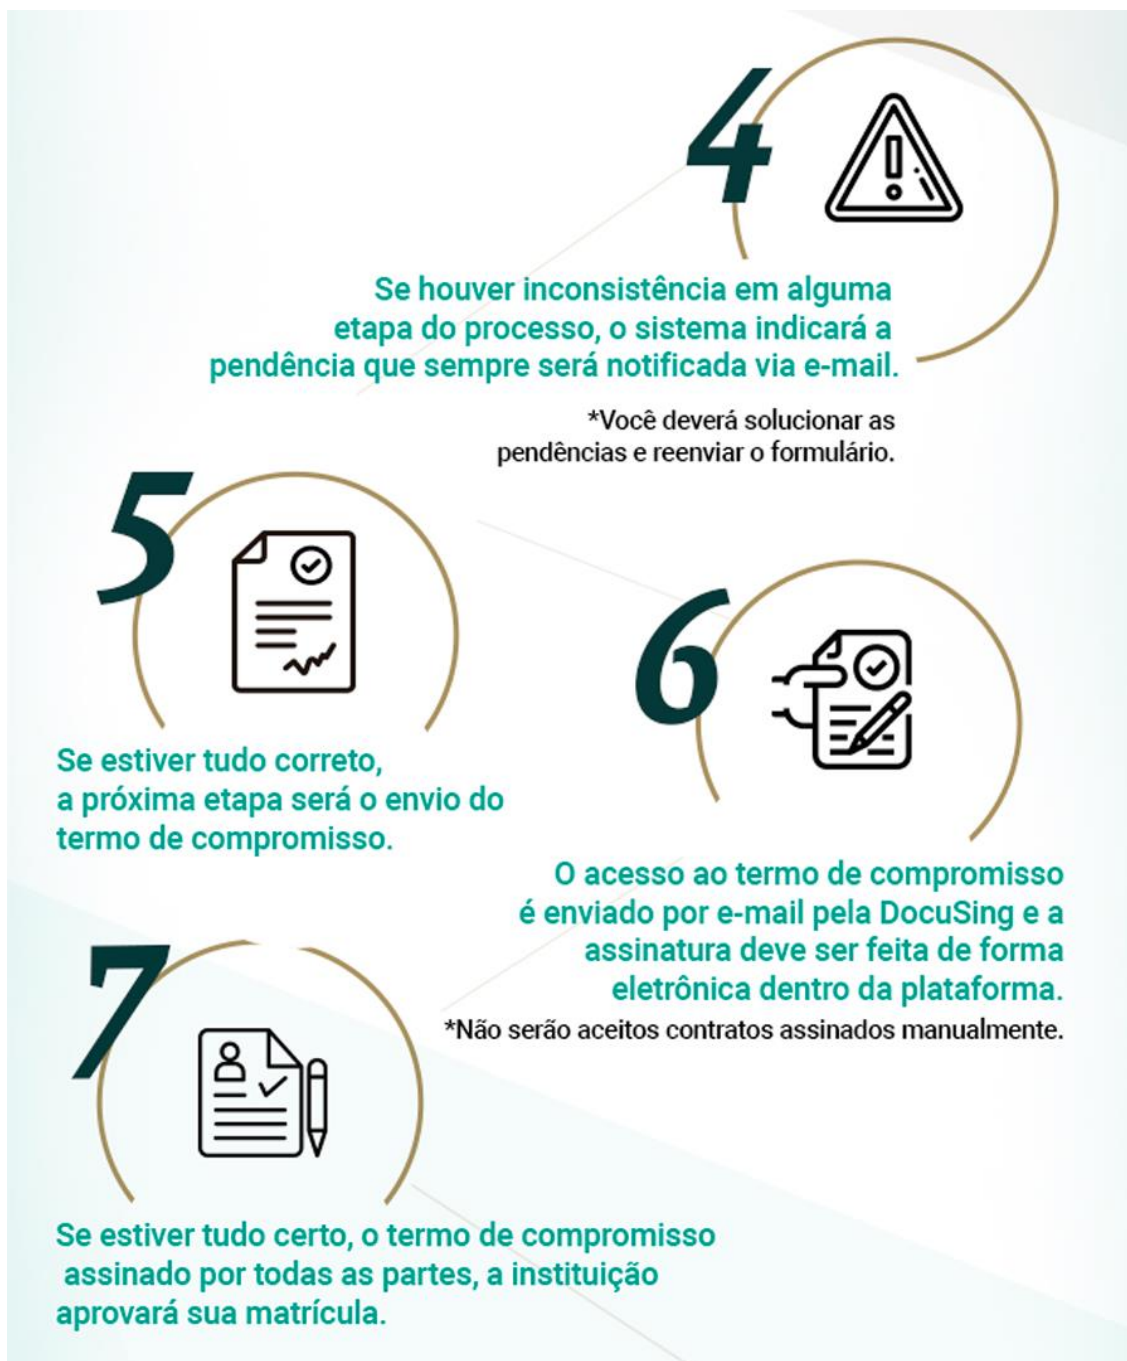 4
Se houver inconsistência em alguma
etapa do processo, o sistema indicará a
pendência que sempre será notificada via e-mail.
*Você deverá solucionar as
pendências e reenviar o formulário.
5
Se estiver tudo correto,
a próxima etapa será o envio do
termo de compromisso.
6
O acesso ao termo de compromisso
é enviado por e-mail pela DocuSing e a
assinatura deve ser feita de forma
eletrônica dentro da plataforma.
*Não serão aceitos contratos assinados manualmente.
7
Se estiver tudo certo, o termo de compromisso
assinado por todas as partes, a instituição
aprovará sua matrícula.